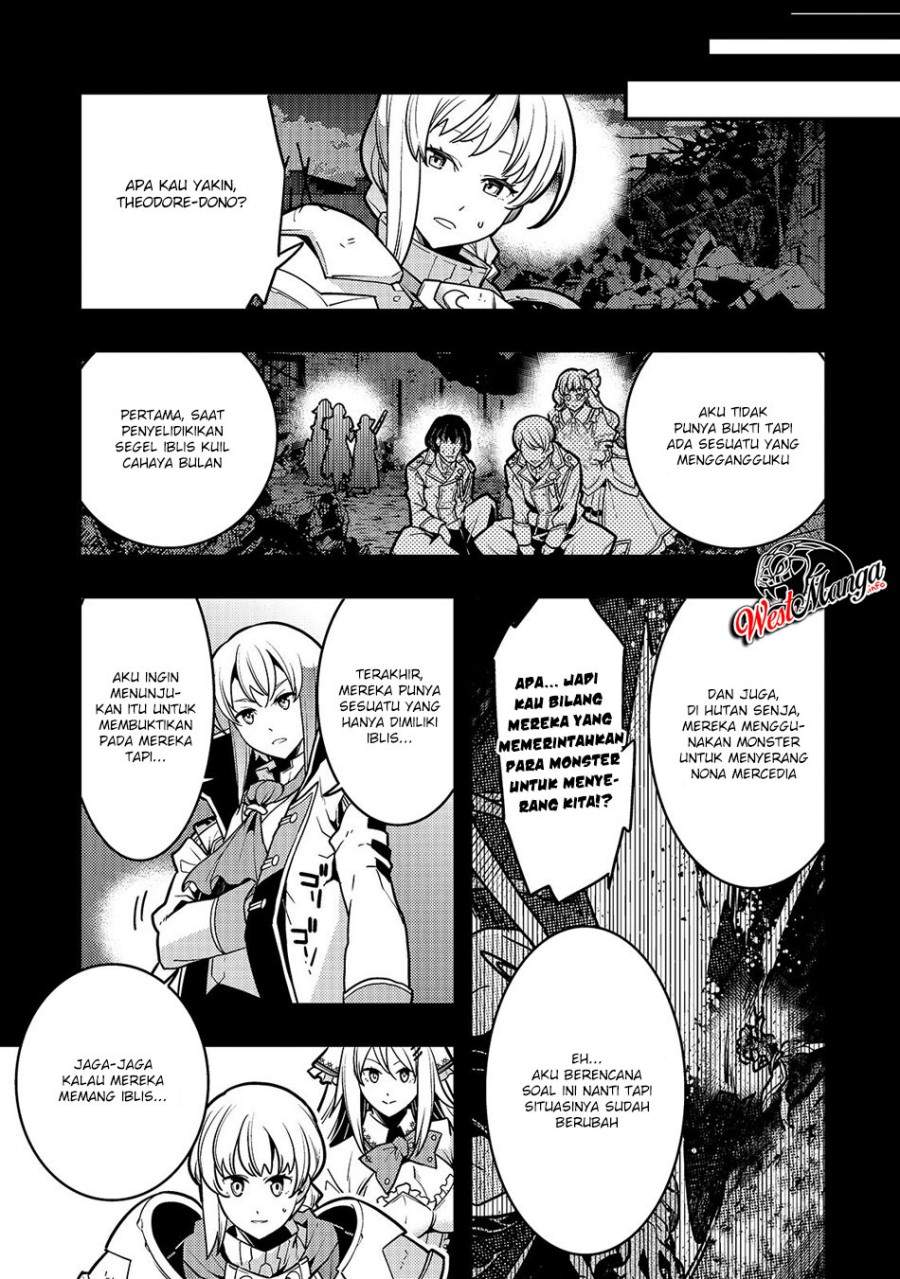 APA KAU YAKIN,
THEODORE-DONO?
AKU TIDAK
PUNYA BUKTI TAPI
ADA SESUATU YANG
MENGGANGGUKU
PERTAMA, SAAT
PENYELIDIKIKAN
SEGEL IBLIS KUIL
CAHAYA BULAN
WestManga
.info
DAN JUGA,
DI HUTAN SENJA,
MEREKA MENGGU-
NAKAN MONSTER
UNTUK MENYERANG
NONA MERCEDIA
APA... JADI
KAU BILANG
MEREKA YANG
MEMERINTAHKAN
PARA MONSTER
UNTUK MENYE-
RANG KITA!?
EH...
AKU BERENCANA
SOAL INI NANTI TAPI
SITUASINYA SUDAH
BERUBAH
TERAKHIR,
MEREKA PUNYA
SESUATU YANG
HANYA DIMILIKI
IBLIS...
AKU INGIN
MENUNJU-
KAN ITU UNTUK
MEMBUKTIKAN
PADA MEREKA
TAPI...
JAGA-JAGA
KALAU MEREKA
MEMANG IBLIS...